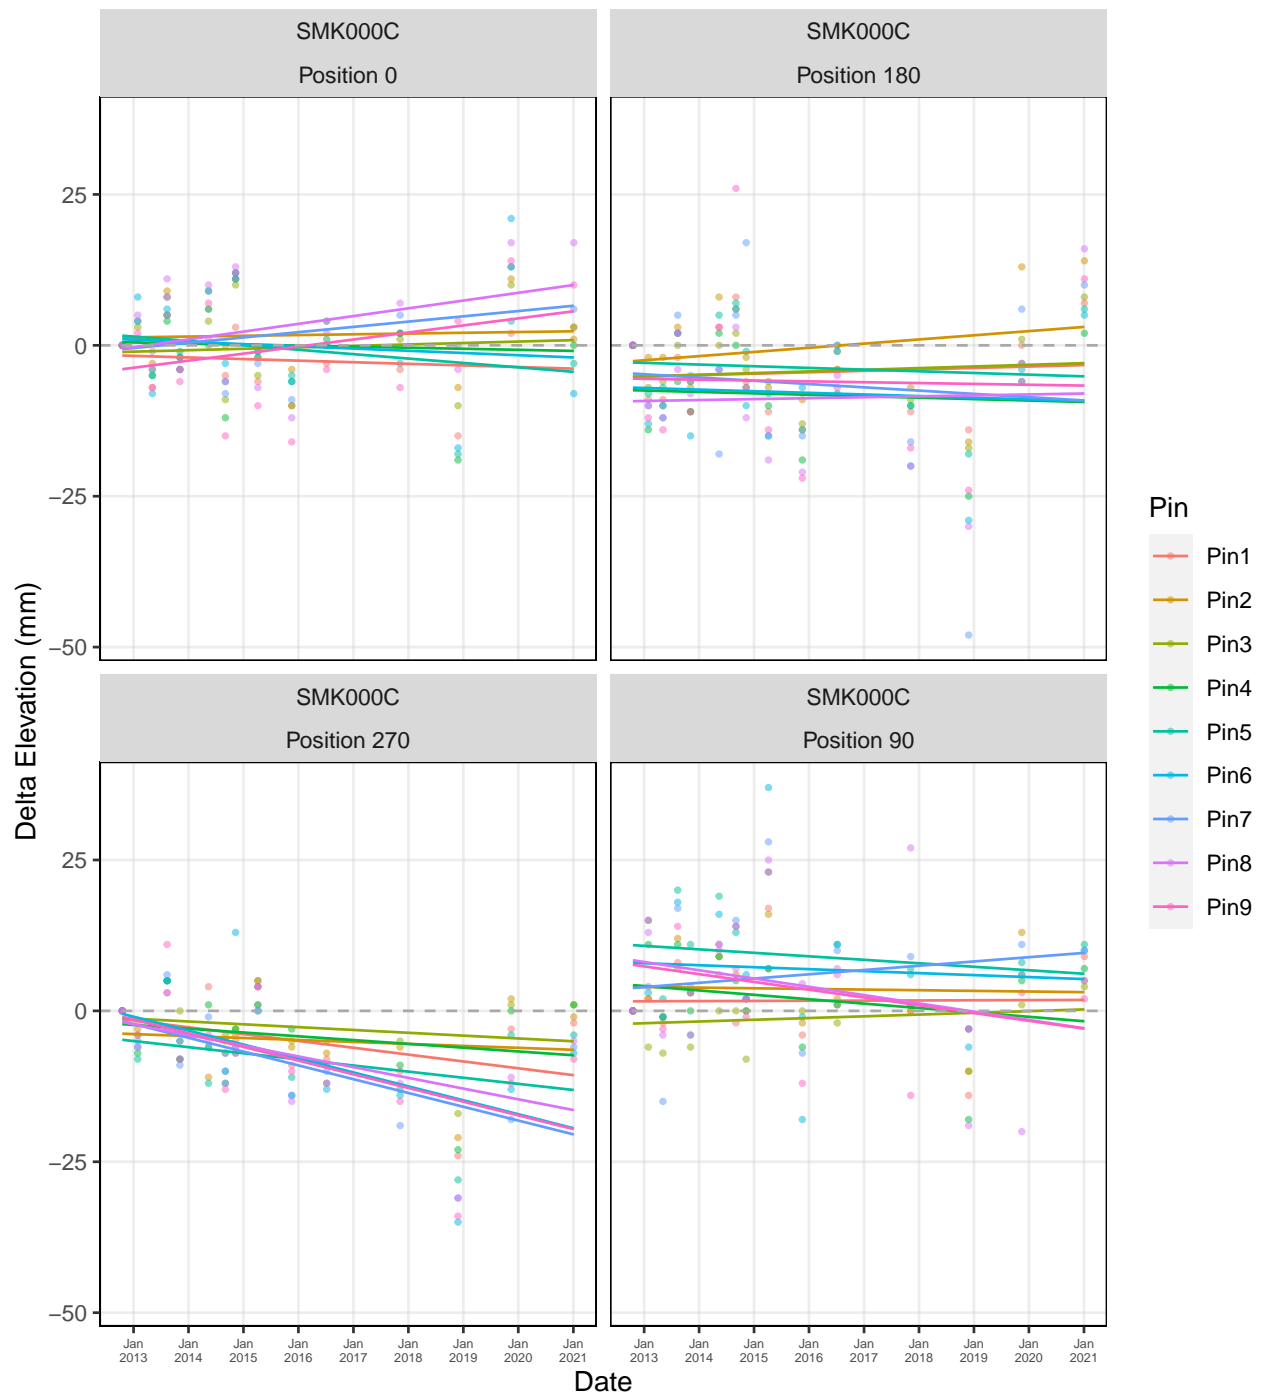 SMK000C
Position 0
SMK000C
Position 180
25
0
−25
−50
SMK000C
Position 270
SMK000C
Position 90
25
0
−25
−50
Jan 2013
Jan 2014
Jan 2015
Jan 2016
Jan 2017
Jan 2018
Jan 2019
Jan 2020
Jan 2021
Jan 2013
Jan 2014
Jan 2015
Jan 2016
Jan 2017
Jan 2018
Jan 2019
Jan 2020
Jan 2021
Date
Delta Elevation (mm)
Pin
Pin1
Pin2
Pin3
Pin4
Pin5
Pin6
Pin7
Pin8
Pin9